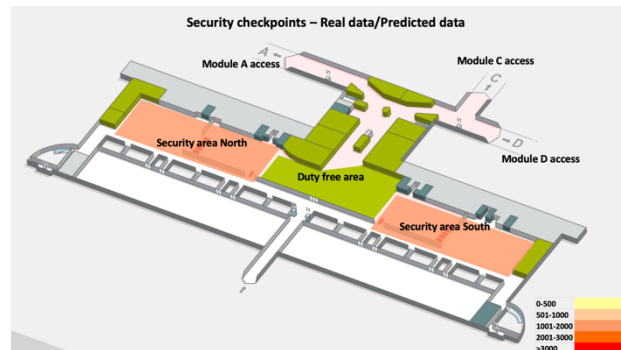 Security checkpoints – Real data/Predicted data
A ←
Module A access
Module C access
C
→ D
Module D access
Security area North
Duty free area
Security area South
0-500
501-1000
1001-2000
2001-3000
>3000